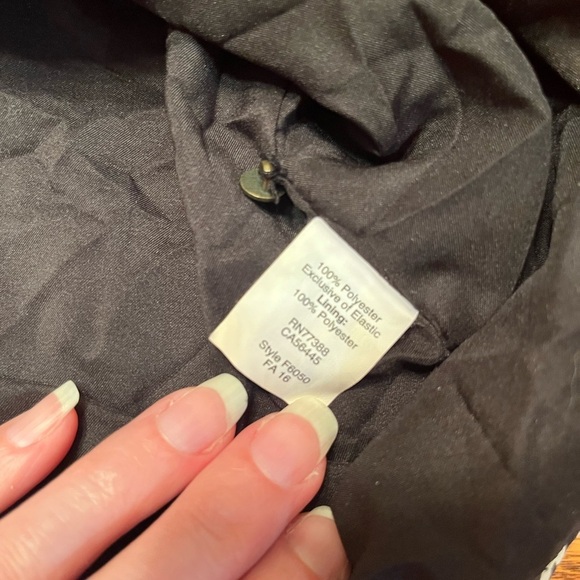 100% Polyester
Exclusive of Elastic
Lining:
100% Polyester
RN77388
CA56445
Style F6050
FA 16